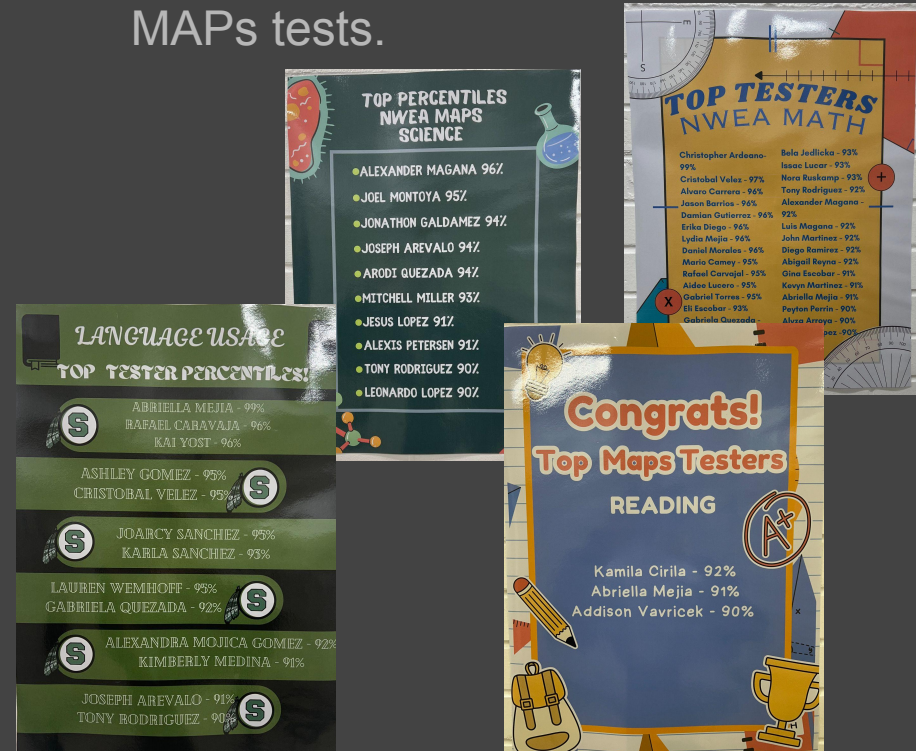 MAPs tests.
TOP PERCENTILES
NWEA MAPS
SCIENCE
ALEXANDER MAGANA 96%
JOEL MONTOYA 95%
JONATHON GALDAMEZ 94%
JOSEPH AREVALO 94%
ARODI QUEZADA 94%
MITCHELL MILLER 93%
JESUS LOPEZ 91%
ALEXIS PETERSEN 91%
TONY RODRIGUEZ 90%
LEONARDO LOPEZ 90%
TOP TESTERS
NWEA MATH
Christopher Ardeano-
99%
Cristobal Velez - 97%
Alvaro Carrera - 96%
Jason Barrios - 96%
Damian Gutierrez - 96%
Erika Diego - 96%
Lydia Mejia - 96%
Daniel Morales - 96%
Mario Camey - 95%
Rafael Carvajal - 95%
Aidee Lucero - 95%
Gabriel Torres - 95%
Eli Escobar - 93%
Gabriela Quezada -
Bela Jedlicka - 93%
Issac Lucar - 93%
Nora Ruskamp - 93%
Tony Rodriguez - 92%
Alexander Magana -
92%
Luis Magana - 92%
John Martinez - 92%
Diego Ramirez - 92%
Abigail Reyna - 92%
Gina Escobar - 91%
Kevyn Martinez - 91%
Abriella Mejia - 91%
Peyton Perrin - 90%
Alyza Arroya - 90%
-90%
LANGUAGE USAGE
TOP TESTER PERCENTILES!
ABRIELLA MEJIA - 99%
RAFAEL CARAVAJA - 96%
KAI YOST - 96%
S
ASHLEY GOMEZ - 95%
CRISTOBAL VELEZ - 95%
S
JOARCY SANCHEZ - 95%
KARLA SANCHEZ - 93%
S
LAUREN WEMHOFF - 95%
GABRIELA QUEZADA - 92%
S
ALEXANDRA MOJICA GOMEZ - 92%
KIMBERLY MEDINA - 91%
S
JOSEPH AREVALO - 91%
TONY RODRIGUEZ - 90%
S
Congrats!
Top Maps Testers
READING
A+
Kamila Cirila - 92%
Abriella Mejia - 91%
Addison Vavricek - 90%